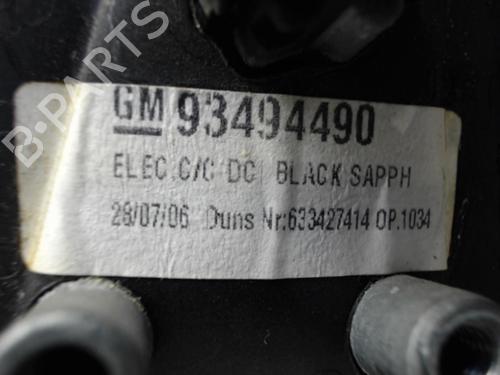 B-PARTS
GM 93494490
ELEC.C/C DC BLACK SAPPH
28/07/06 Duns Nr:633427414 OP.1034